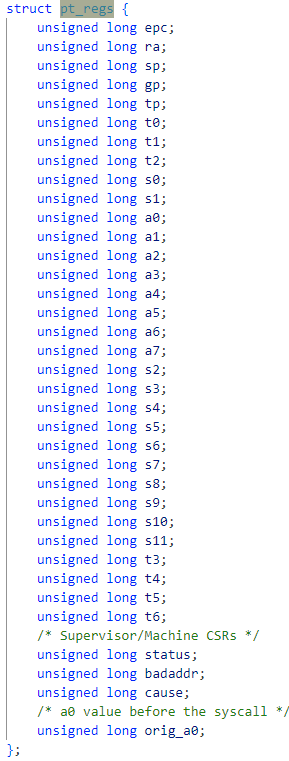 struct pt_regs {
    unsigned long epc;
    unsigned long ra;
    unsigned long sp;
    unsigned long gp;
    unsigned long tp;
    unsigned long t0;
    unsigned long t1;
    unsigned long t2;
    unsigned long s0;
    unsigned long s1;
    unsigned long a0;
    unsigned long a1;
    unsigned long a2;
    unsigned long a3;
    unsigned long a4;
    unsigned long a5;
    unsigned long a6;
    unsigned long a7;
    unsigned long s2;
    unsigned long s3;
    unsigned long s4;
    unsigned long s5;
    unsigned long s6;
    unsigned long s7;
    unsigned long s8;
    unsigned long s9;
    unsigned long s10;
    unsigned long s11;
    unsigned long t3;
    unsigned long t4;
    unsigned long t5;
    unsigned long t6;
    /* Supervisor/Machine CSRs */
    unsigned long status;
    unsigned long badaddr;
    unsigned long cause;
    /* a0 value before the syscall */
    unsigned long orig_a0;
};